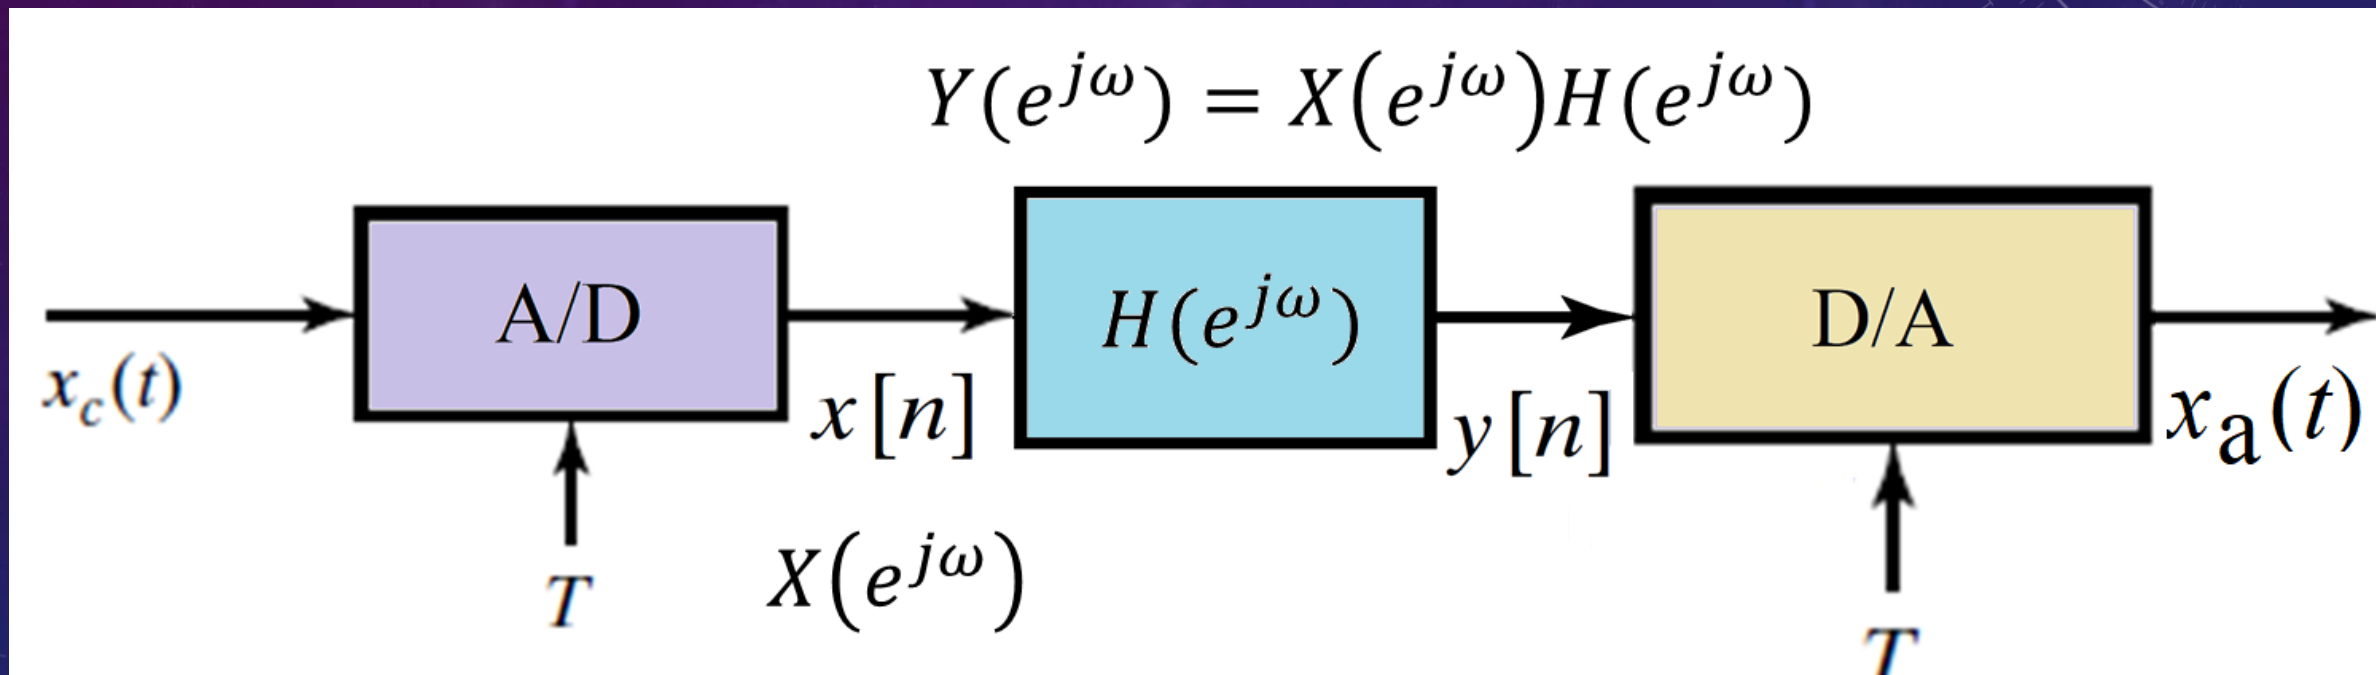 Y(e^{jω}) = X(e^{jω})H(e^{jω})
A/D
H(e^{jω})
D/A
x_c(t)
x[n]
y[n]
x_a(t)
T
X(e^{jω})
T